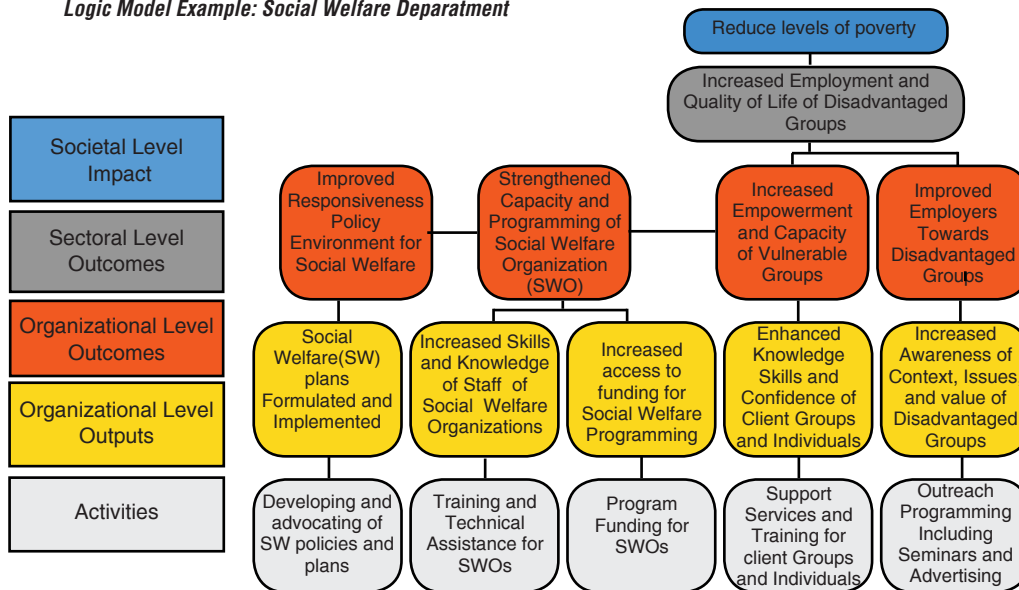 Logic Model Example: Social Welfare Deparatment
Reduce levels of poverty
Increased Employment and
Quality of Life of Disadvantaged
Groups
Societal Level
Impact
Sectoral Level
Outcomes
Organizational Level
Outcomes
Organizational Level
Outputs
Activities
Improved
Responsiveness
Policy
Environment for
Social Welfare
Strengthened
Capacity and
Programming of
Social Welfare
Organization
(SWO)
Increased
Empowerment
and Capacity
of Vulnerable
Groups
Improved
Employers
Towards
Disadvantaged
Groups
Social
Welfare(SW)
plans
Formulated and
Implemented
Increased Skills
and Knowledge
of Staff of
Social Welfare
Organizations
Increased
access to
funding for
Social Welfare
Programming
Enhanced
Knowledge
Skills and
Confidence of
Client Groups
and Individuals
Increased
Awareness of
Context, Issues
and value of
Disadvantaged
Groups
Developing and
advocating of
SW policies and
plans
Training and
Technical
Assistance for
SWOs
Program
Funding for
SWOs
Support
Services and
Training for
client Groups
and Individuals
Outreach
Programming
Including
Seminars and
Advertising